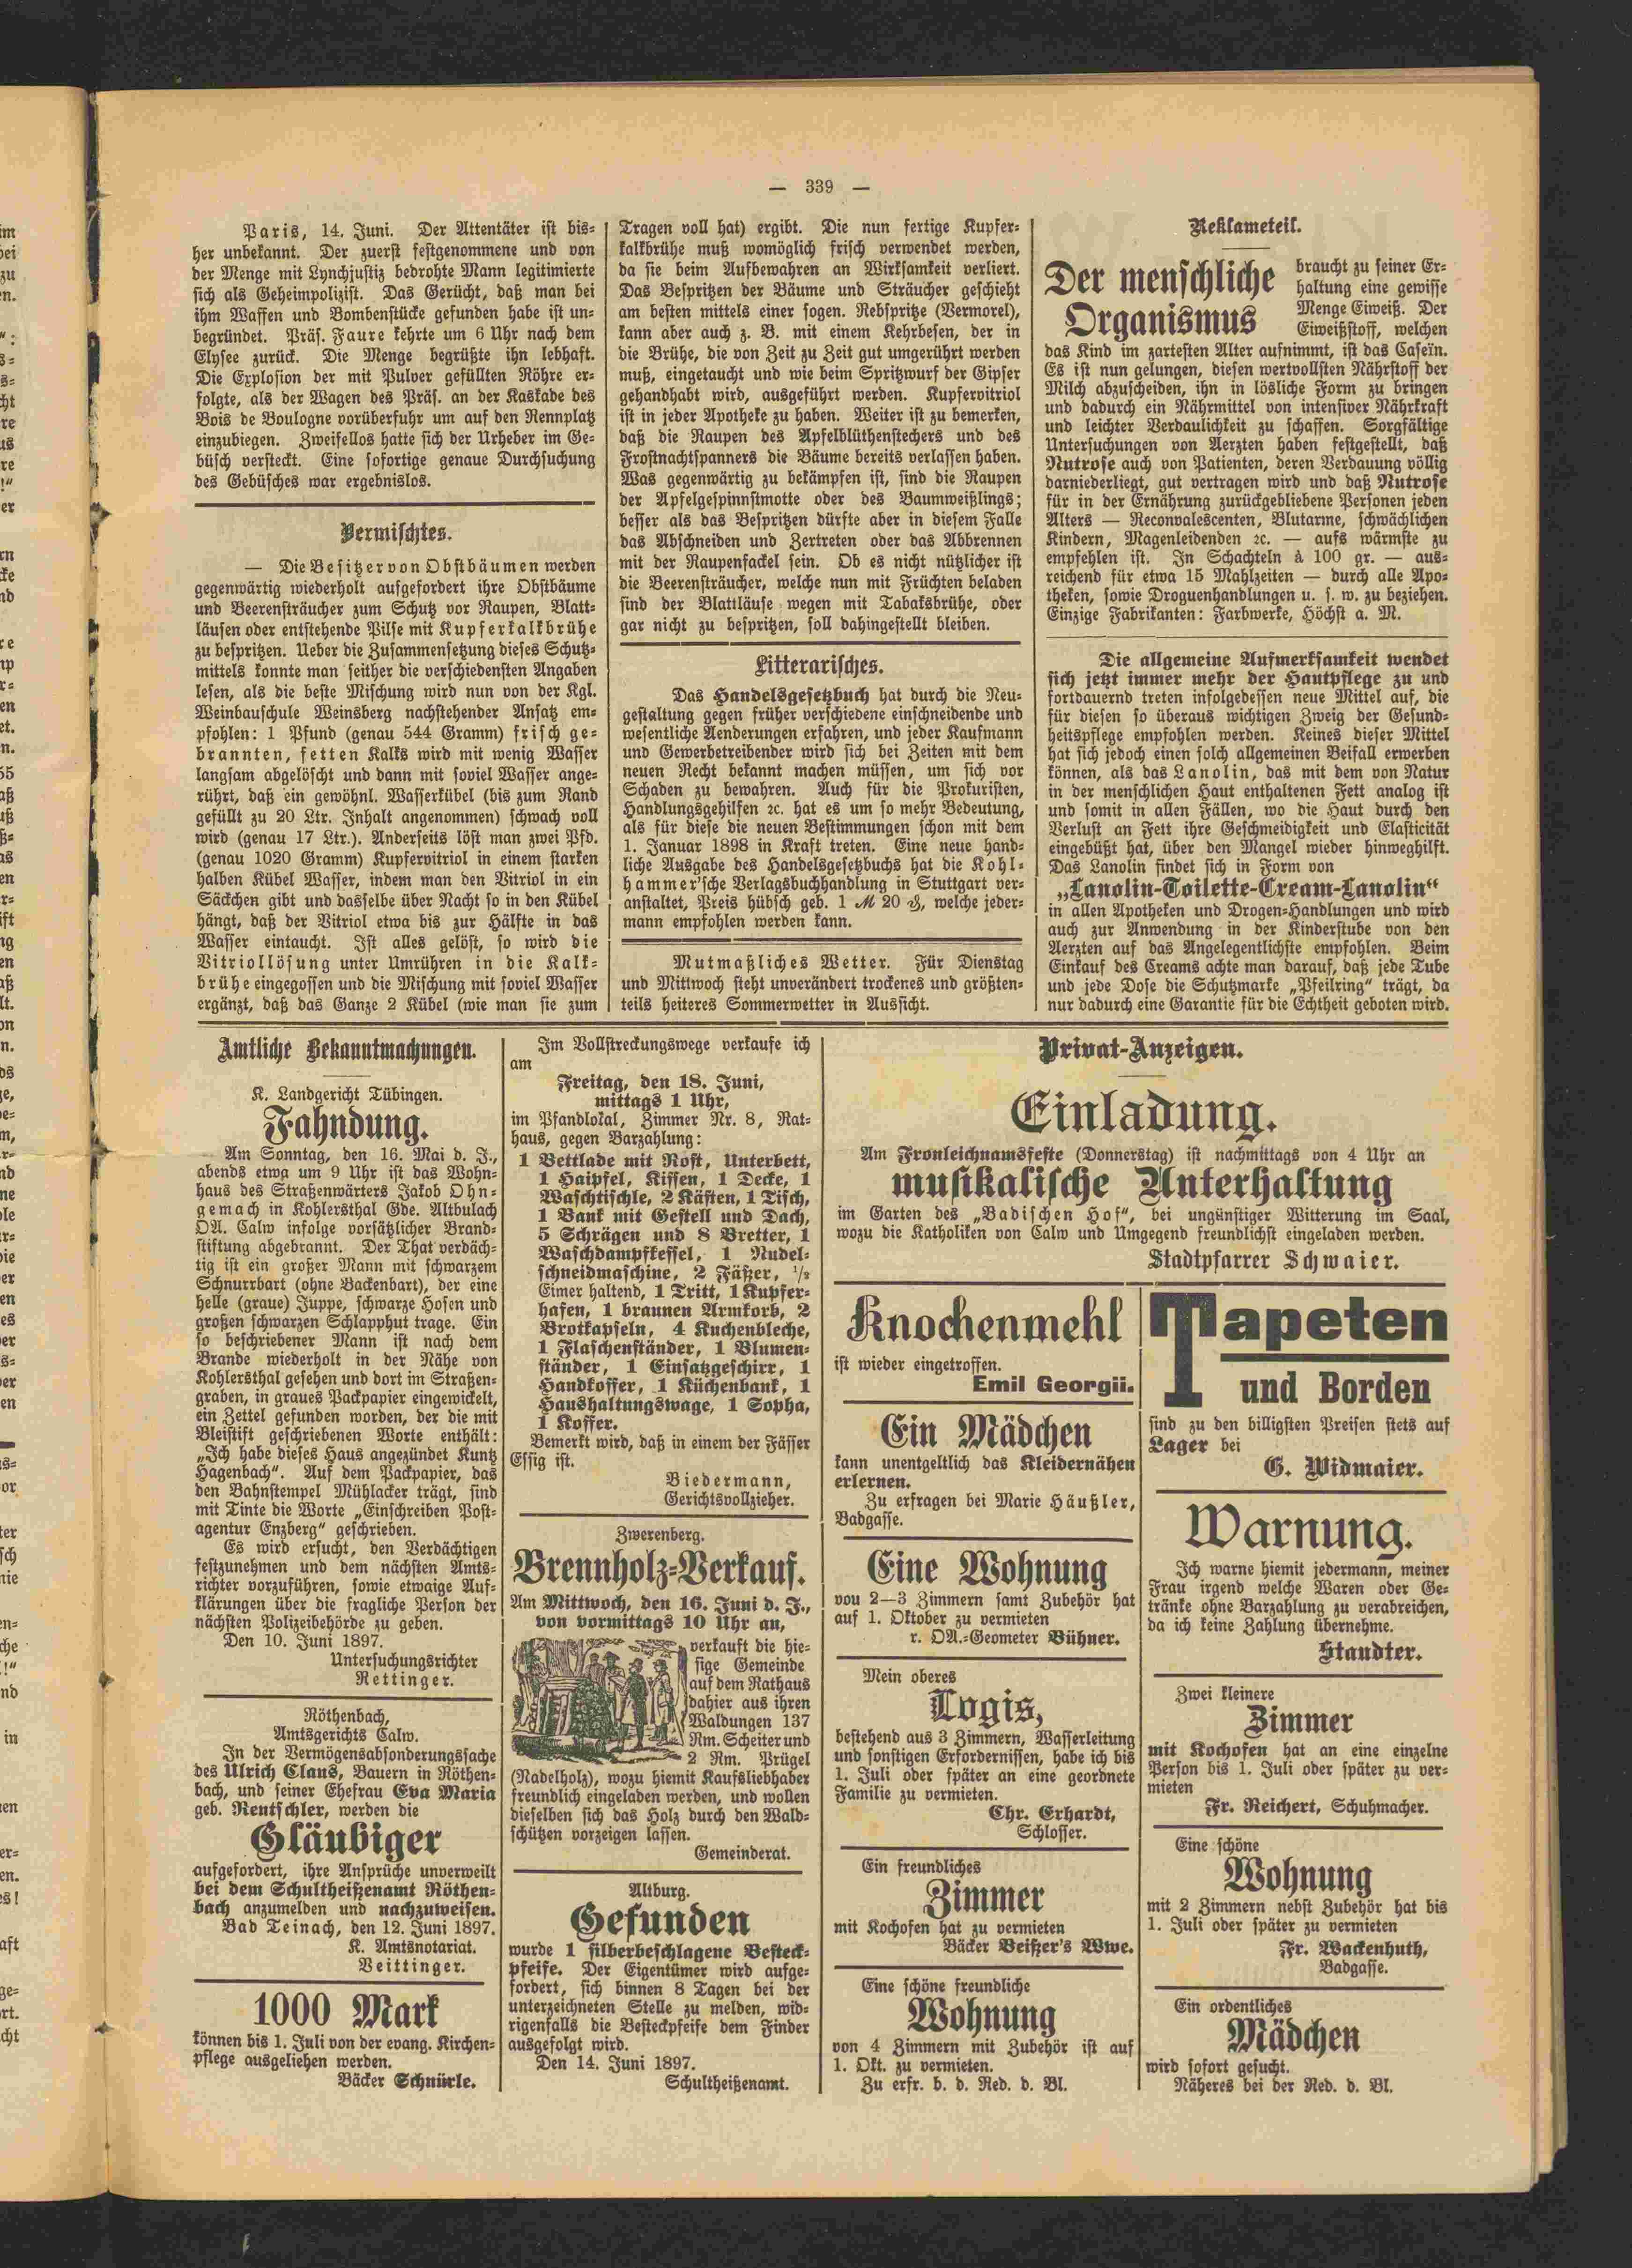 — 339 —
Paris, 14. Juni. Der Attentäter ist bis-
her unbekannt. Der zuerst festgenommene und von
der Menge mit Lynchjustiz bedrohte Mann legitimierte
sich als Geheimpolizist. Das Gerücht, daß man bei
ihm Waffen und Bombenstücke gefunden habe ist un-
begründet. Präs. Faure kehrte um 6 Uhr nach dem
Elysee zurück. Die Menge begrüßte ihn lebhaft.
Die Explosion der mit Pulver gefüllten Röhre er-
folgte, als der Wagen des Präs. an der Kaskade des
Bois de Boulogne vorüberfuhr um auf den Rennplatz
einzubiegen. Zweifellos hatte sich der Urheber im Ge-
büsch versteckt. Eine sofortige genaue Durchsuchung
des Gebüsches war ergebnislos.
Vermischtes.
— Die Besitzer von Obstbäumen werden
gegenwärtig wiederholt aufgefordert ihre Obstbäume
und Beerensträucher zum Schutz vor Raupen, Blatt-
läusen oder entstehende Pilse mit Kupferkalkbrühe
zu bespritzen. Ueber die Zusammensetzung dieses Schutz-
mittels konnte man seither die verschiedensten Angaben
lesen, als die beste Mischung wird nun von der Kgl.
Weinbauschule Weinsberg nachstehender Ansatz em-
pfohlen: 1 Pfund (genau 544 Gramm) frisch ge-
brannten, fetten Kalks wird mit wenig Wasser
langsam abgelöscht und dann mit soviel Wasser ange-
rührt, daß ein gewöhnl. Wasserkübel (bis zum Rand
gefüllt zu 20 Ltr. Inhalt angenommen) schwach voll
wird (genau 17 Ltr.). Anderseits löst man zwei Pfd.
(genau 1020 Gramm) Kupfervitriol in einem starken
halben Kübel Wasser, indem man den Vitriol in ein
Säckchen gibt und dasselbe über Nacht so in den Kübel
hängt, daß der Vitriol etwa bis zur Hälfte in das
Wasser eintaucht. Ist alles gelöst, so wird die
Vitriollösung unter Umrühren in die Kalk-
brühe eingegossen und die Mischung mit soviel Wasser
ergänzt, daß das Ganze 2 Kübel (wie man sie zum
Tragen voll hat) ergibt. Die nun fertige Kupfer-
kalkbrühe muß womöglich frisch verwendet werden,
da sie beim Aufbewahren an Wirksamkeit verliert.
Das Bespritzen der Bäume und Sträucher geschieht
am besten mittels einer sogen. Rebspritze (Vermorel),
kann aber auch z. B. mit einem Kehrbesen, der in
die Brühe, die von Zeit zu Zeit gut umgerührt werden
muß, eingetaucht und wie beim Spritzwurf der Gipser
gehandhabt wird, ausgeführt werden. Kupfervitriol
ist in jeder Apotheke zu haben. Weiter ist zu bemerken,
daß die Raupen des Apfelblüthenstechers und des
Frostnachtspanners die Bäume bereits verlassen haben.
Was gegenwärtig zu bekämpfen ist, sind die Raupen
der Apfelgespinnstmotte oder des Baumweißlings;
besser als das Bespritzen dürfte aber in diesem Falle
das Abschneiden und Zertreten oder das Abbrennen
mit der Raupenfackel sein. Ob es nicht nützlicher ist
die Beerensträucher, welche nun mit Früchten beladen
sind der Blattläuse wegen mit Tabaksbrühe, oder
gar nicht zu bespritzen, soll dahingestellt bleiben.
Litterarisches.
Das Handelsgesetzbuch hat durch die Neu-
gestaltung gegen früher verschiedene einschneidende und
wesentliche Aenderungen erfahren, und jeder Kaufmann
und Gewerbetreibender wird sich bei Zeiten mit dem
neuen Recht bekannt machen müssen, um sich vor
Schaden zu bewahren. Auch für die Prokuristen,
Handlungsgehilfen ꝛc. hat es um so mehr Bedeutung,
als für diese die neuen Bestimmungen schon mit dem
1. Januar 1898 in Kraft treten. Eine neue hand-
liche Ausgabe des Handelsgesetzbuchs hat die Kohl-
hammer'sche Verlagsbuchhandlung in Stuttgart ver-
anstaltet, Preis hübsch geb. 1 ℳ 20 ₰, welche jeder-
mann empfohlen werden kann.
Mutmaßliches Wetter. Für Dienstag
und Mittwoch steht unverändert trockenes und größten-
teils heiteres Sommerwetter in Aussicht.
Reklameteil.
Der menschliche
Organismus
braucht zu seiner Er-
haltung eine gewisse
Menge Eiweiß. Der
Eiweißstoff, welchen
das Kind im zartesten Alter aufnimmt, ist das Caseïn.
Es ist nun gelungen, diesen wertvollsten Nährstoff der
Milch abzuscheiden, ihn in lösliche Form zu bringen
und dadurch ein Nährmittel von intensiver Nährkraft
und leichter Verdaulichkeit zu schaffen. Sorgfältige
Untersuchungen von Aerzten haben festgestellt, daß
Nutrose auch von Patienten, deren Verdauung völlig
darniederliegt, gut vertragen wird und daß Nutrose
für in der Ernährung zurückgebliebene Personen jeden
Alters — Reconvalescenten, Blutarme, schwächlichen
Kindern, Magenleidenden ꝛc. — aufs wärmste zu
empfehlen ist. In Schachteln à 100 gr. — aus-
reichend für etwa 15 Mahlzeiten — durch alle Apo-
theken, sowie Droguenhandlungen u. s. w. zu beziehen.
Einzige Fabrikanten: Farbwerke, Höchst a. M.
Die allgemeine Aufmerksamkeit wendet
sich jetzt immer mehr der Hautpflege zu und
fortdauernd treten infolgedessen neue Mittel auf, die
für diesen so überaus wichtigen Zweig der Gesund-
heitspflege empfohlen werden. Keines dieser Mittel
hat sich jedoch einen solch allgemeinen Beifall erwerben
können, als das Lanolin, das mit dem von Natur
in der menschlichen Haut enthaltenen Fett analog ist
und somit in allen Fällen, wo die Haut durch den
Verlust an Fett ihre Geschmeidigkeit und Elasticität
eingebüßt hat, über den Mangel wieder hinweghilft.
Das Lanolin findet sich in Form von
„Lanolin-Toilette-Cream-Lanolin“
in allen Apotheken und Drogen-Handlungen und wird
auch zur Anwendung in der Kinderstube von den
Aerzten auf das Angelegentlichste empfohlen. Beim
Einkauf des Creams achte man darauf, daß jede Tube
und jede Dose die Schutzmarke „Pfeilring“ trägt, da
nur dadurch eine Garantie für die Echtheit geboten wird.
Amtliche Bekanntmachungen.
K. Landgericht Tübingen.
Fahndung.
Am Sonntag, den 16. Mai d. J.,
abends etwa um 9 Uhr ist das Wohn-
haus des Straßenwärters Jakob Ohn-
gemach in Kohlersthal Gde. Altbulach
OA. Calw infolge vorsätzlicher Brand-
stiftung abgebrannt. Der That verdäch-
tig ist ein großer Mann mit schwarzem
Schnurrbart (ohne Backenbart), der eine
helle (graue) Juppe, schwarze Hosen und
großen schwarzen Schlapphut trage. Ein
so beschriebener Mann ist nach dem
Brande wiederholt in der Nähe von
Kohlersthal gesehen und dort im Straßen-
graben, in graues Packpapier eingewickelt,
ein Zettel gefunden worden, der die mit
Bleistift geschriebenen Worte enthält:
„Ich habe dieses Haus angezündet Kuntz
Hagenbach“. Auf dem Packpapier, das
den Bahnstempel Mühlacker trägt, sind
mit Tinte die Worte „Einschreiben Post-
agentur Enzberg“ geschrieben.
Es wird ersucht, den Verdächtigen
festzunehmen und dem nächsten Amts-
richter vorzuführen, sowie etwaige Auf-
klärungen über die fragliche Person der
nächsten Polizeibehörde zu geben.
Den 10. Juni 1897.
Untersuchungsrichter
Rettinger.
Röthenbach,
Amtsgerichts Calw.
In der Vermögensabsonderungssache
des Ulrich Claus, Bauern in Röthen-
bach, und seiner Ehefrau Eva Maria
geb. Rentschler, werden die
Gläubiger
aufgefordert, ihre Ansprüche unverweilt
bei dem Schultheißenamt Röthen-
bach anzumelden und nachzuweisen.
Bad Teinach, den 12. Juni 1897.
K. Amtsnotariat.
Veittinger.
1000 Mark
können bis 1. Juli von der evang. Kirchen-
pflege ausgeliehen werden.
Bäcker Schnürle.
Im Vollstreckungswege verkaufe ich
am
Freitag, den 18. Juni,
mittags 1 Uhr,
im Pfandlokal, Zimmer Nr. 8, Rat-
haus, gegen Barzahlung:
1 Bettlade mit Rost, Unterbett,
1 Haipfel, Kissen, 1 Decke, 1
Waschtischle, 2 Kästen, 1 Tisch,
1 Bank mit Gestell und Dach,
5 Schrägen und 8 Bretter, 1
Waschdampfkessel, 1 Nudel-
schneidmaschine, 2 Fäßer, ½
Eimer haltend, 1 Tritt, 1 Kupfer-
hafen, 1 braunen Armkorb, 2
Brotkapseln, 4 Kuchenbleche,
1 Flaschenständer, 1 Blumen-
ständer, 1 Einsatzgeschirr, 1
Handkoffer, 1 Küchenbank, 1
Haushaltungswage, 1 Sopha,
1 Koffer.
Bemerkt wird, daß in einem der Fässer
Essig ist.
Biedermann,
Gerichtsvollzieher.
Zwerenberg.
Brennholz-Verkauf.
Am Mittwoch, den 16. Juni d. J.,
von vormittags 10 Uhr an,
verkauft die hie-
sige Gemeinde
auf dem Rathaus
dahier aus ihren
Waldungen 137
Rm. Scheiter und
2 Rm. Prügel
(Nadelholz), wozu hiemit Kaufsliebhaber
freundlich eingeladen werden, und wollen
dieselben sich das Holz durch den Wald-
schützen vorzeigen lassen.
Gemeinderat.
Altburg.
Gefunden
wurde 1 silberbeschlagene Besteck-
pfeife. Der Eigentümer wird aufge-
fordert, sich binnen 8 Tagen bei der
unterzeichneten Stelle zu melden, wid-
rigenfalls die Besteckpfeife dem Finder
ausgefolgt wird.
Den 14. Juni 1897.
Schultheißenamt.
Privat-Anzeigen.
Einladung.
Am Fronleichnamsfeste (Donnerstag) ist nachmittags von 4 Uhr an
musikalische Unterhaltung
im Garten des „Badischen Hof“, bei ungünstiger Witterung im Saal,
wozu die Katholiken von Calw und Umgegend freundlichst eingeladen werden.
Stadtpfarrer Schwaier.
Knochenmehl
ist wieder eingetroffen.
Emil Georgii.
Ein Mädchen
kann unentgeltlich das Kleidernähen
erlernen.
Zu erfragen bei Marie Häußler,
Badgasse.
Eine Wohnung
vou 2—3 Zimmern samt Zubehör hat
auf 1. Oktober zu vermieten
r. OA.-Geometer Bühner.
Mein oberes
Logis,
bestehend aus 3 Zimmern, Wasserleitung
und sonstigen Erfordernissen, habe ich bis
1. Juli oder später an eine geordnete
Familie zu vermieten.
Chr. Erhardt,
Schlosser.
Ein freundliches
Zimmer
mit Kochofen hat zu vermieten
Bäcker Beißer's Wwe.
Eine schöne freundliche
Wohnung
von 4 Zimmern mit Zubehör ist auf
1. Okt. zu vermieten.
Zu erfr. b. d. Red. d. Bl.
Tapeten
und Borden
sind zu den billigsten Preisen stets auf
Lager bei
G. Widmaier.
Warnung.
Ich warne hiemit jedermann, meiner
Frau irgend welche Waren oder Ge-
tränke ohne Barzahlung zu verabreichen,
da ich keine Zahlung übernehme.
Staudter.
Zwei kleinere
Zimmer
mit Kochofen hat an eine einzelne
Person bis 1. Juli oder später zu ver-
mieten
Fr. Reichert, Schuhmacher.
Eine schöne
Wohnung
mit 2 Zimmern nebst Zubehör hat bis
1. Juli oder später zu vermieten
Fr. Wackenhuth,
Badgasse.
Ein ordentliches
Mädchen
wird sofort gesucht.
Näheres bei der Red. d. Bl.